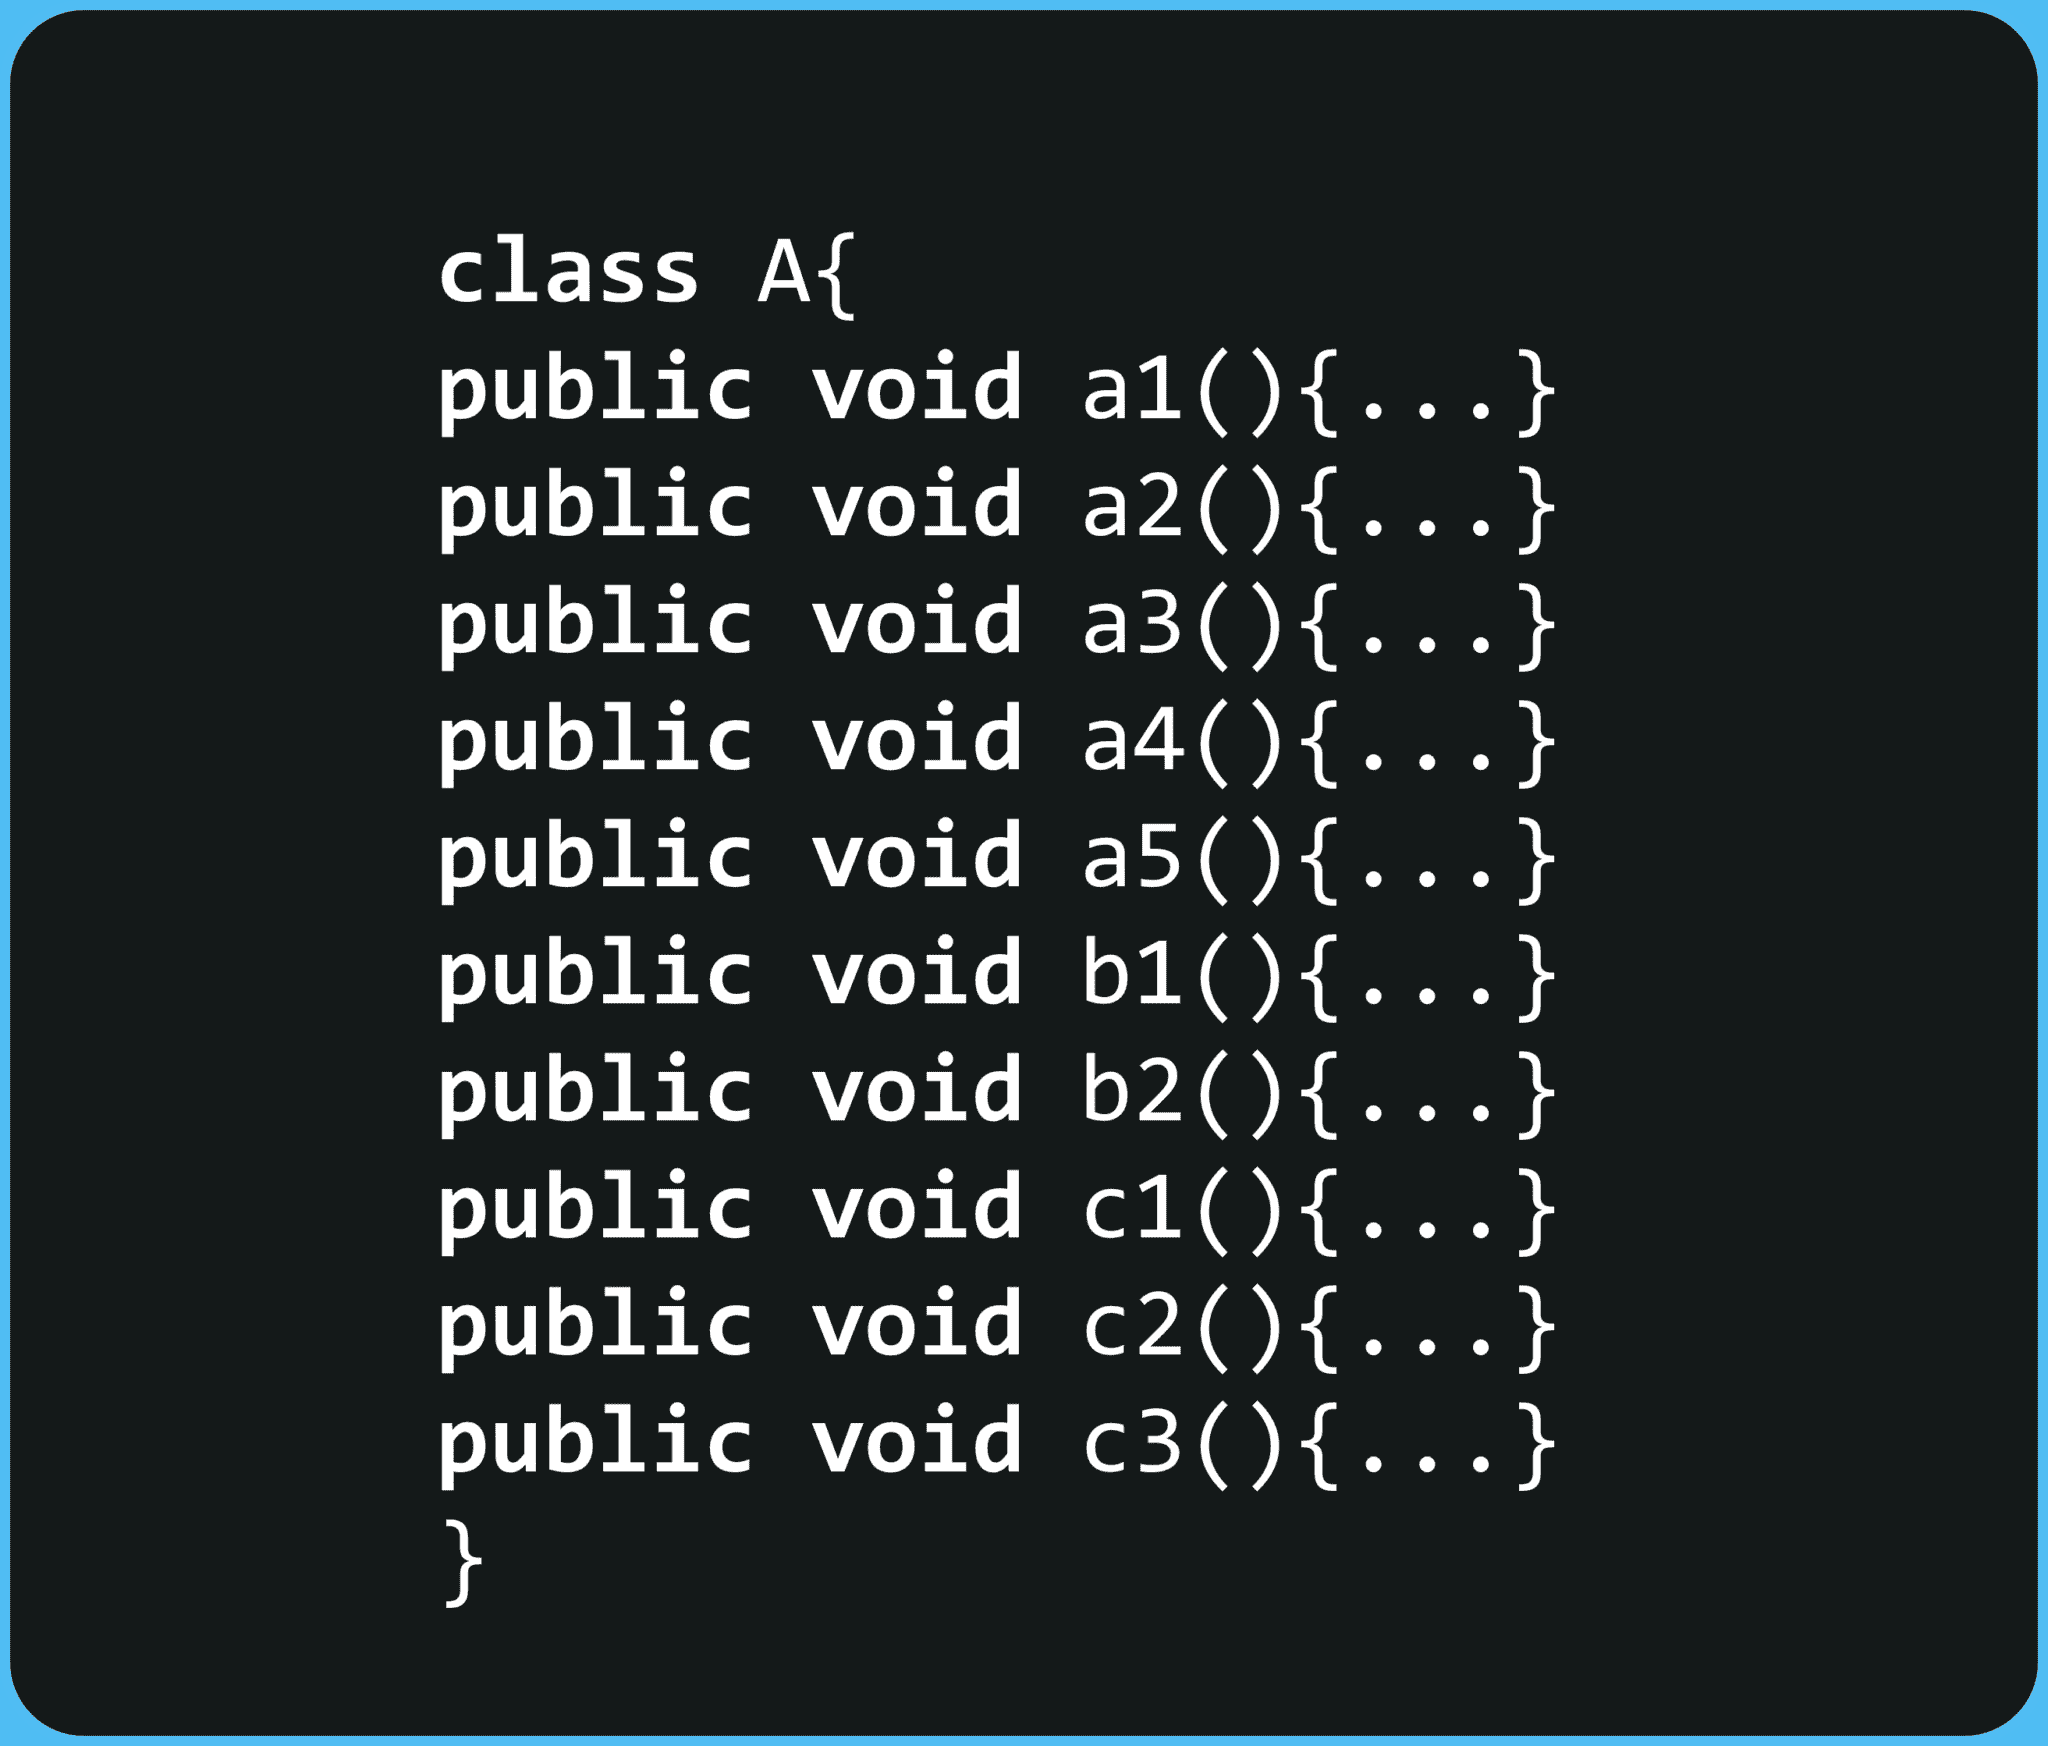 class A{
public void a1(){...}
public void a2(){...}
public void a3(){...}
public void a4(){...}
public void a5(){...}
public void b1(){...}
public void b2(){...}
public void c1(){...}
public void c2(){...}
public void c3(){...}
}